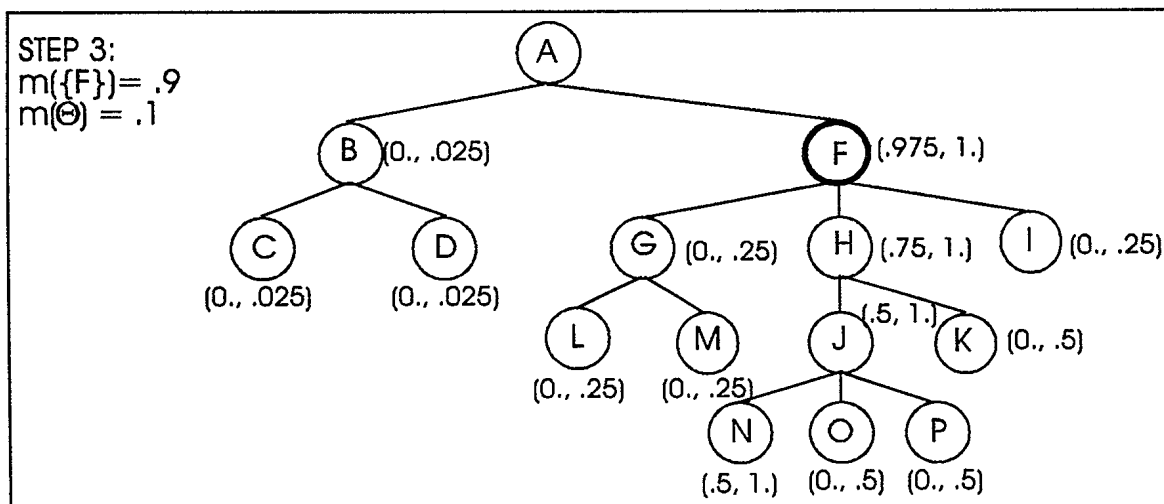 STEP 3:
m({F})= .9
m(Θ) = .1
A
B (0., .025)
F (.975, 1.)
C
D
G (0., .25)
H (.75, 1.)
I (0., .25)
(0., .025)
(0., .025)
L
M
J (.5, 1.)
K (0., .5)
(0., .25)
(0., .25)
N
O
P
(.5, 1.)
(0., .5)
(0., .5)